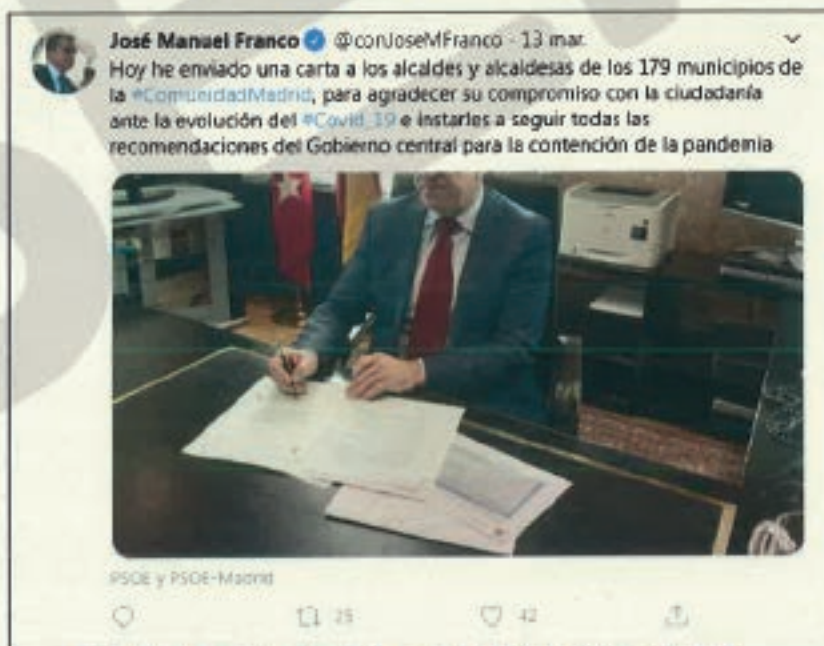 José Manuel Franco @conJoseMFranco · 13 mar.
Hoy he enviado una carta a los alcaldes y alcaldesas de los 179 municipios de
la #ComunidadMadrid, para agradecer su compromiso con la ciudadanía
ante la evolución del #Covid_19 e instarles a seguir todas las
recomendaciones del Gobierno central para la contención de la pandemia
PSOE y PSOE-Madrid
25 42